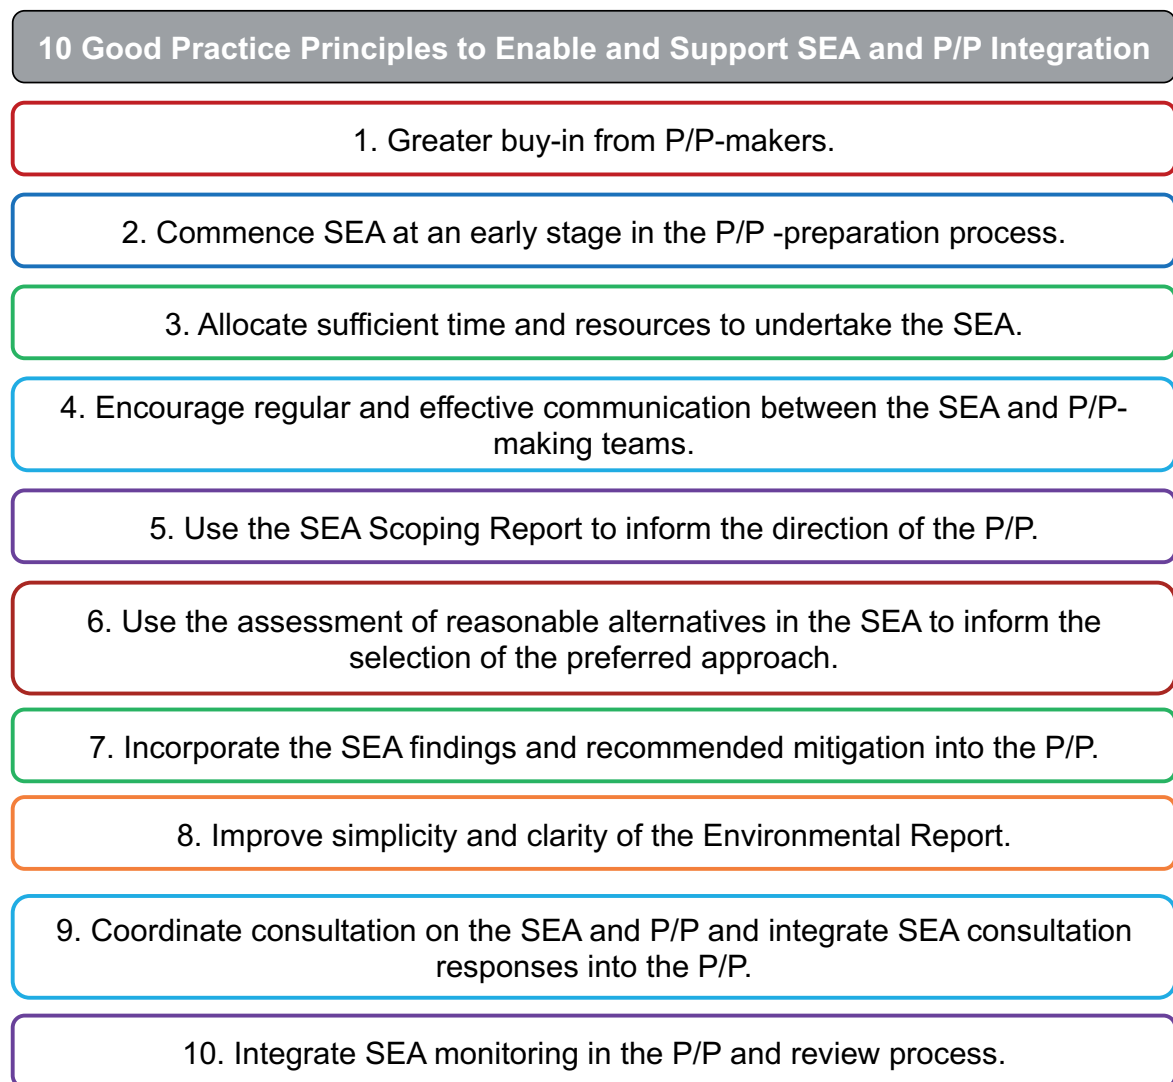 10 Good Practice Principles to Enable and Support SEA and P/P Integration
1. Greater buy-in from P/P-makers.
2. Commence SEA at an early stage in the P/P -preparation process.
3. Allocate sufficient time and resources to undertake the SEA.
4. Encourage regular and effective communication between the SEA and P/P-
making teams.
5. Use the SEA Scoping Report to inform the direction of the P/P.
6. Use the assessment of reasonable alternatives in the SEA to inform the
selection of the preferred approach.
7. Incorporate the SEA findings and recommended mitigation into the P/P.
8. Improve simplicity and clarity of the Environmental Report.
9. Coordinate consultation on the SEA and P/P and integrate SEA consultation
responses into the P/P.
10. Integrate SEA monitoring in the P/P and review process.